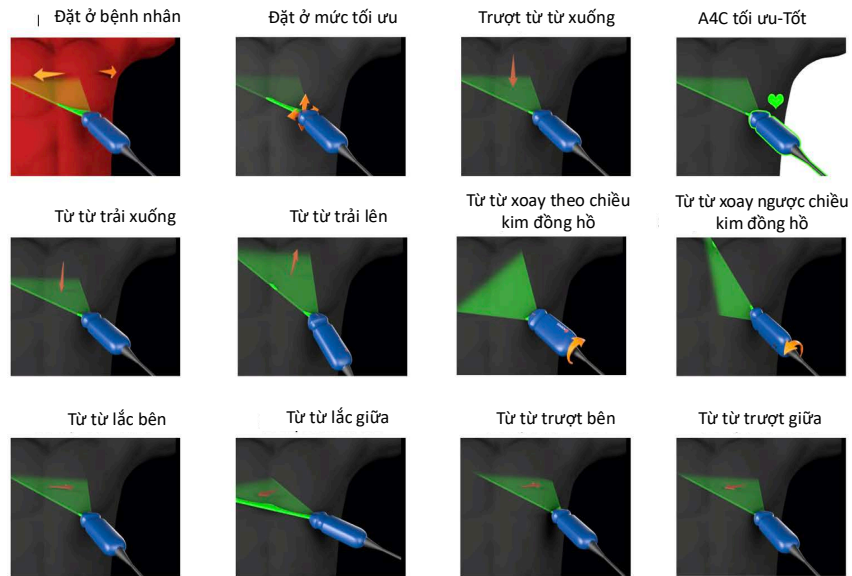 Đặt ở bệnh nhân
Đặt ở mức tối ưu
Trượt từ từ xuống
A4C tối ưu-Tốt
Từ từ trải xuống
Từ từ trải lên
Từ từ xoay theo chiều
kim đồng hồ
Từ từ xoay ngược chiều
kim đồng hồ
Từ từ lắc bên
Từ từ lắc giữa
Từ từ trượt bên
Từ từ trượt giữa